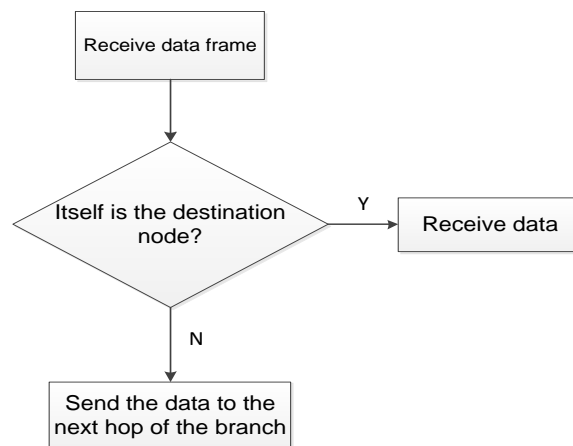 Receive data frame
Itself is the destination
node?
Y
Receive data
N
Send the data to the
next hop of the branch